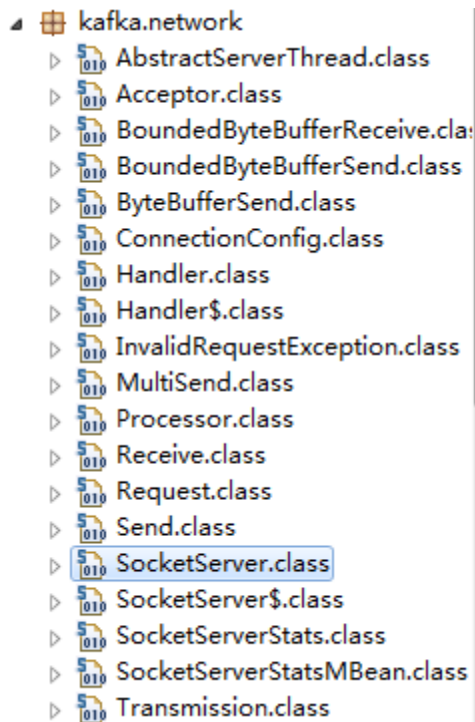 kafka.network
AbstractServerThread.class
Acceptor.class
BoundedByteBufferReceive.clas
BoundedByteBufferSend.class
ByteBufferSend.class
ConnectionConfig.class
Handler.class
Handler$.class
InvalidRequestException.class
MultiSend.class
Processor.class
Receive.class
Request.class
Send.class
SocketServer.class
SocketServer$.class
SocketServerStats.class
SocketServerStatsMBean.class
Transmission.class